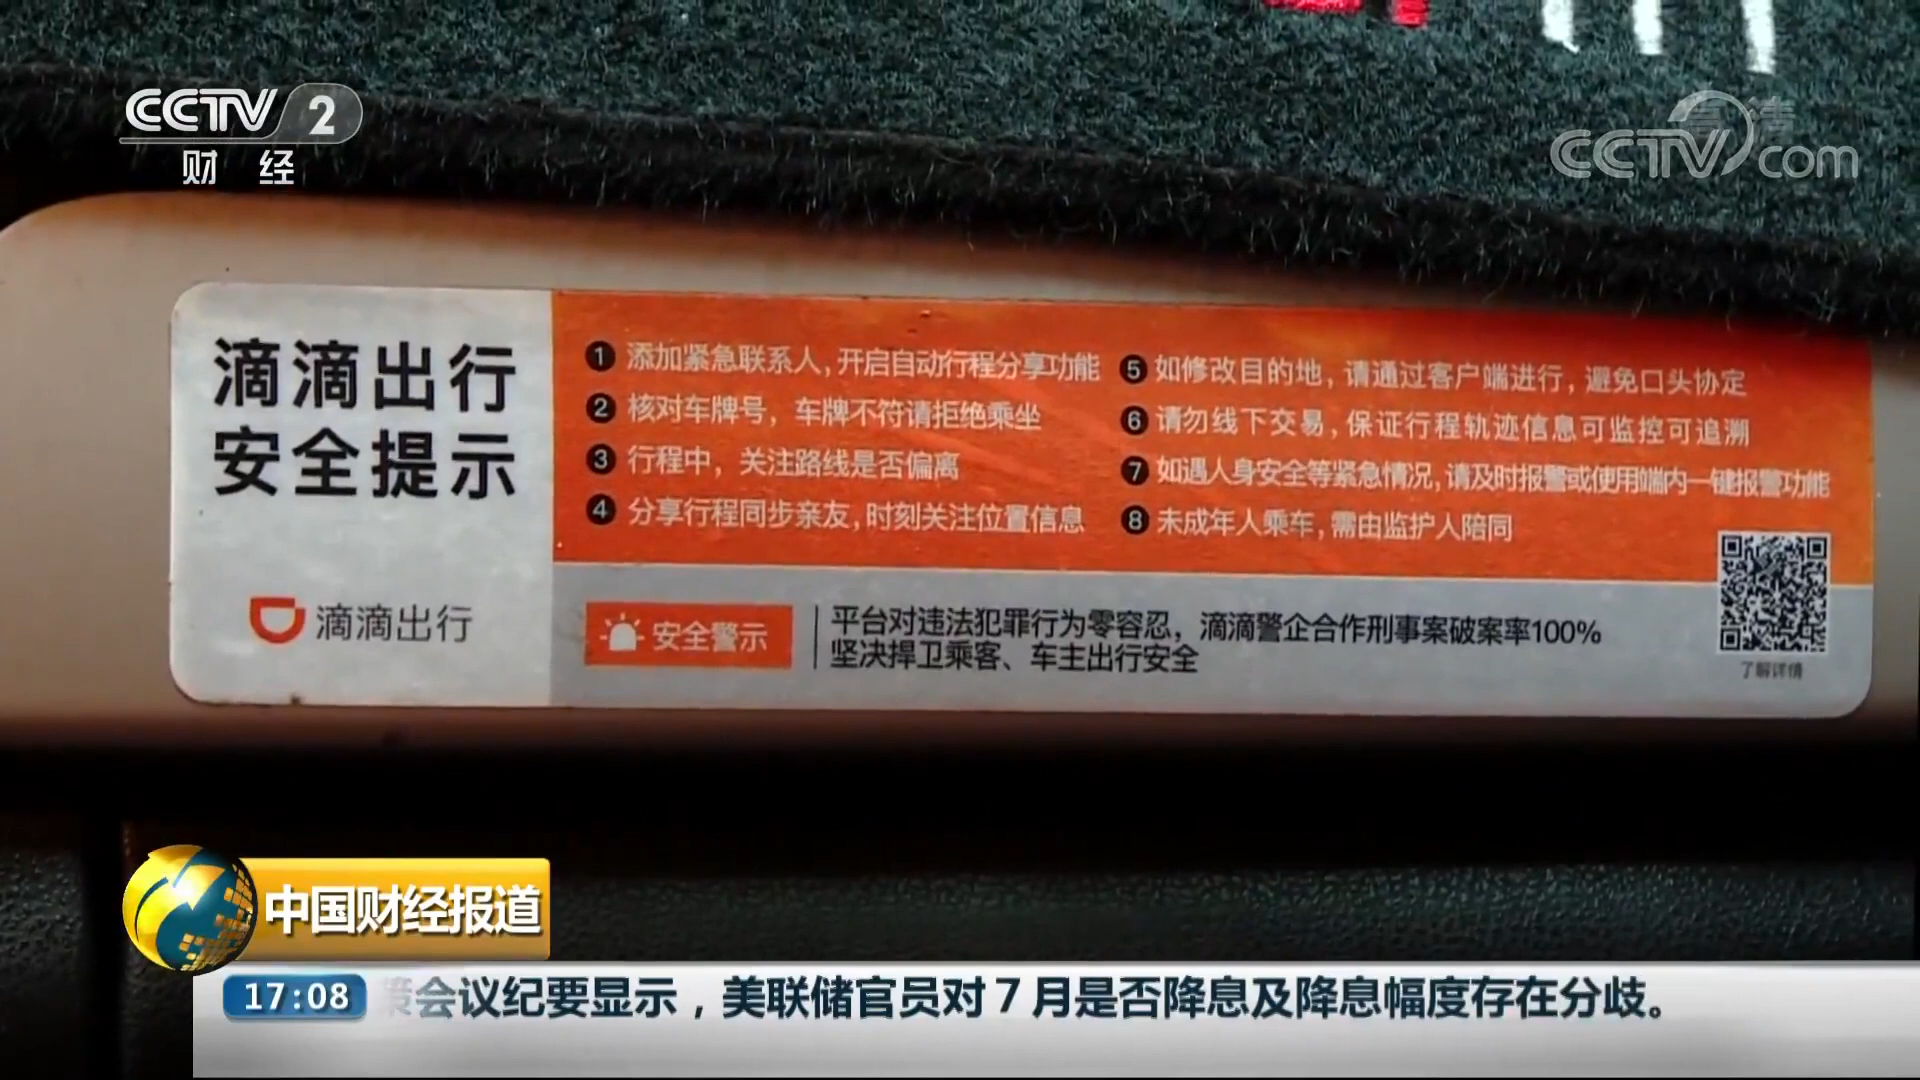 CCTV 2
财 经
高清
CCTV.com
滴滴出行
安全提示
滴滴出行
1 添加紧急联系人,开启自动行程分享功能
2 核对车牌号，车牌不符请拒绝乘坐
3 行程中，关注路线是否偏离
4 分享行程同步亲友,时刻关注位置信息
5 如修改目的地，请通过客户端进行，避免口头协定
6 请勿线下交易,保证行程轨迹信息可监控可追溯
7 如遇人身安全等紧急情况,请及时报警或使用端内一键报警功能
8 未成年人乘车,需由监护人陪同
安全警示
平台对违法犯罪行为零容忍，滴滴警企合作刑事案破案率100%
坚决捍卫乘客、车主出行安全
了解详情
中国财经报道
17:08
会议纪要显示，美联储官员对7月是否降息及降息幅度存在分歧。